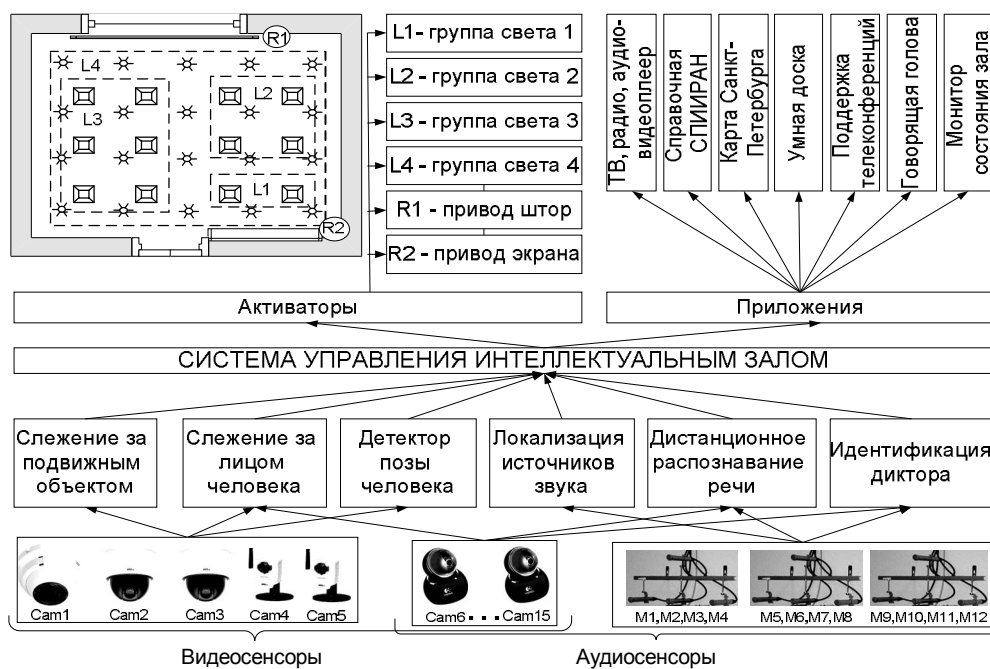 R1
L4
L2
L3
L1
R2
L1- группа света 1
L2 - группа света 2
L3 - группа света 3
L4 - группа света 4
R1 - привод штор
R2 - привод экрана
ТВ, радио, аудио-
видеоплеер
Справочная
СПИИРАН
Карта Санкт-
Петербурга
Умная доска
Поддержка
телеконференций
Говорящая голова
Монитор
состояния зала
Активаторы
Приложения
СИСТЕМА УПРАВЛЕНИЯ ИНТЕЛЛЕКТУАЛЬНЫМ ЗАЛОМ
Слежение за
подвижным
объектом
Слежение за
лицом
человека
Детектор
позы
человека
Локализация
источников
звука
Дистанционное
распознавание
речи
Идентификация
диктора
Cam1
Cam2
Cam3
Cam4
Cam5
Cam6 • • • Cam15
M1,M2,M3,M4
M5,M6,M7,M8
M9,M10,M11,M12
Видеосенсоры
Аудиосенсоры